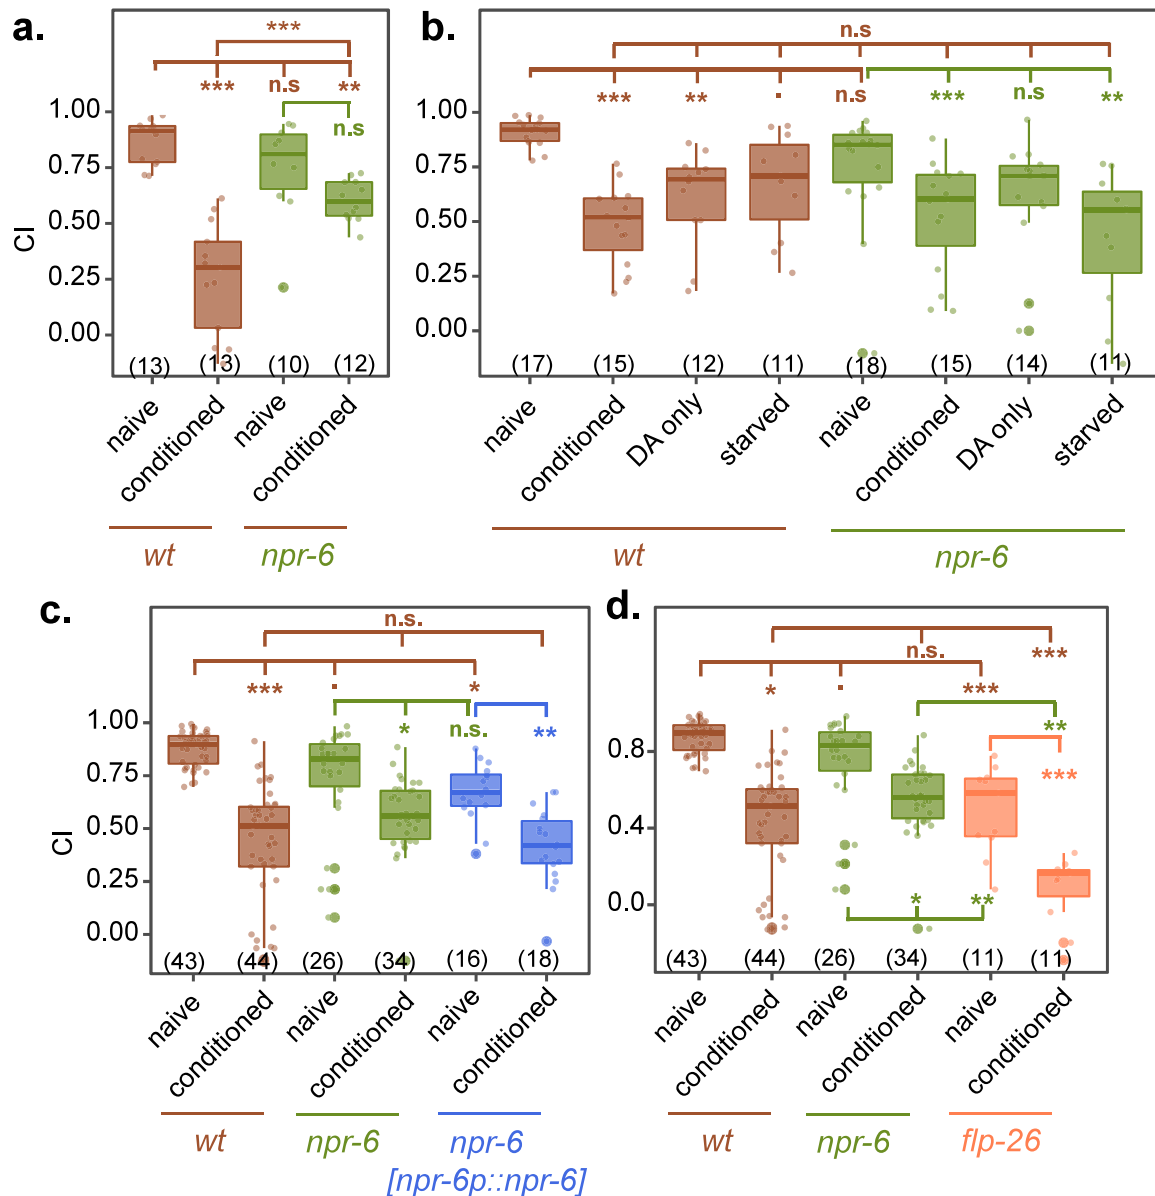 a.
***
*** n.s **
n.s
1.00
0.75
0.50
0.25
0.00
CI
(13) (13) (10) (12)
naive conditioned naive conditioned
wt npr-6
b.
n.s
*** ** . n.s *** n.s **
1.00
0.75
0.50
0.25
0.00
(17) (15) (12) (11) (18) (15) (14) (11)
naive conditioned DA only starved naive conditioned DA only starved
wt npr-6
c.
n.s.
*** . *
* n.s. **
1.00
0.75
0.50
0.25
0.00
CI
(43) (44) (26) (34) (16) (18)
naive conditioned naive conditioned naive conditioned
wt npr-6 npr-6
[npr-6p::npr-6]
d.
n.s. ***
* . ***
**
***
0.8
0.4
0.0
* **
(43) (44) (26) (34) (11) (11)
naive conditioned naive conditioned naive conditioned
wt npr-6 flp-26